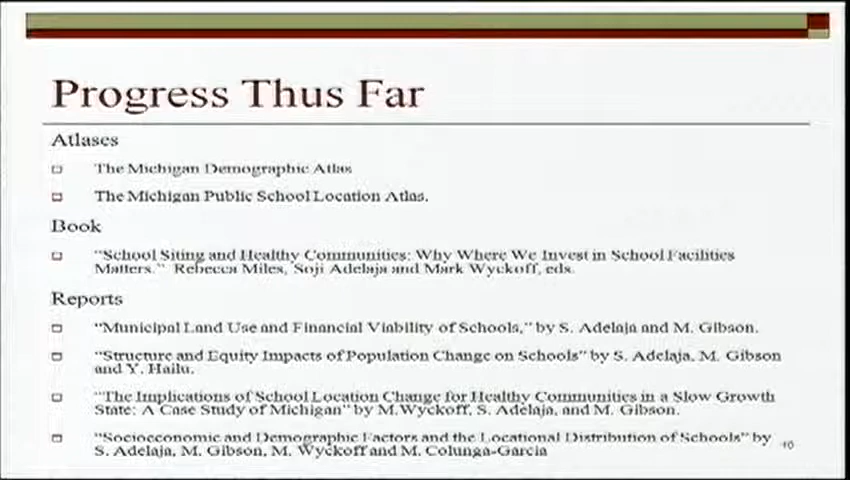 Progress Thus Far
Atlases
The Michigan Demographic Atlas
The Michigan Public School Location Atlas.
Book
"School Siting and Healthy Communities: Why Where We Invest in School Facilities
Matters." Rebecca Miles, Soji Adelaja and Mark Wyckoff, eds.
Reports
"Municipal Land Use and Financial Viability of Schools," by S. Adelaja and M. Gibson.
"Structure and Equity Impacts of Population Change on Schools" by S. Adelaja, M. Gibson
and Y. Hailu.
"The Implications of School Location Change for Healthy Communities in a Slow Growth
State: A Case Study of Michigan" by M.Wyckoff, S. Adelaja, and M. Gibson.
"Socioeconomic and Demographic Factors and the Locational Distribution of Schools" by
S. Adelaja, M. Gibson, M. Wyckoff and M. Colunga-Garcia